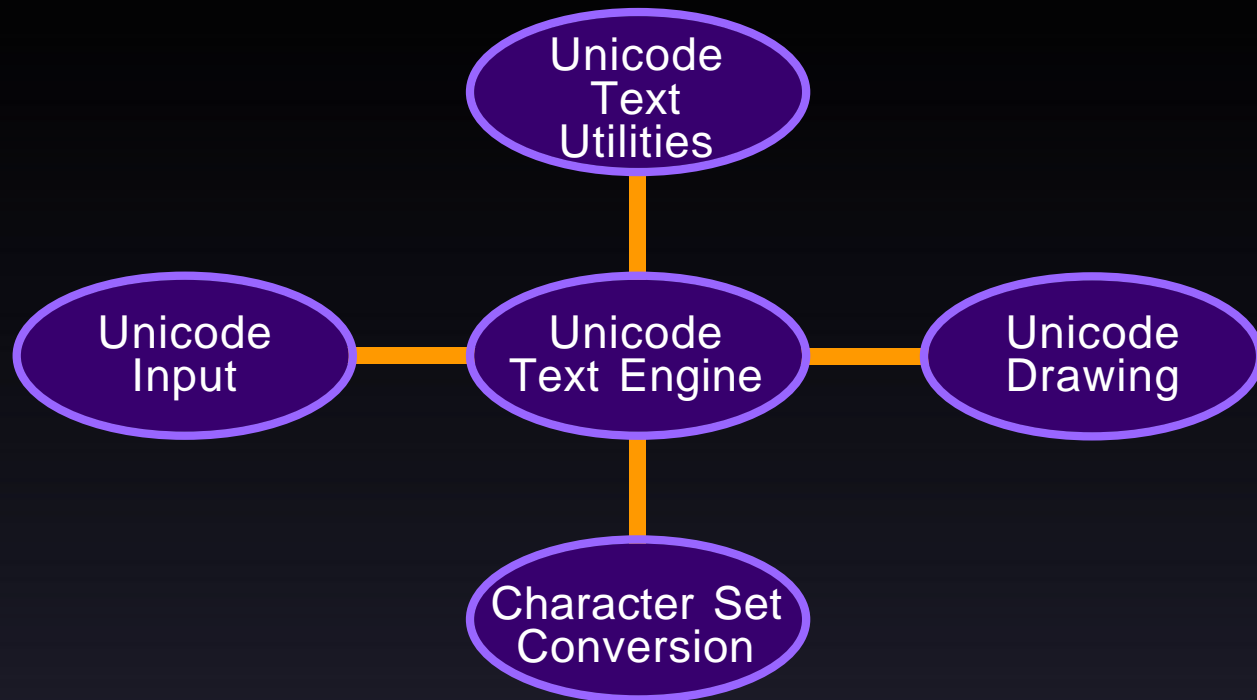 Unicode
Text
Utilities
Unicode
Input
Unicode
Text Engine
Unicode
Drawing
Character Set
Conversion